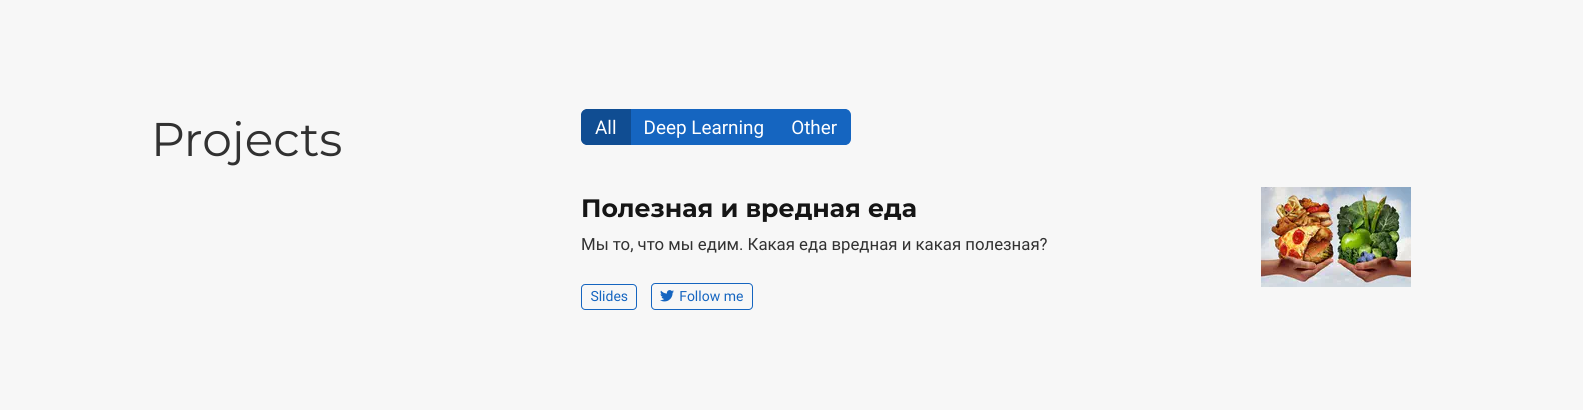 Projects
All Deep Learning Other
Полезная и вредная еда
Мы то, что мы едим. Какая еда вредная и какая полезная?
Slides Follow me